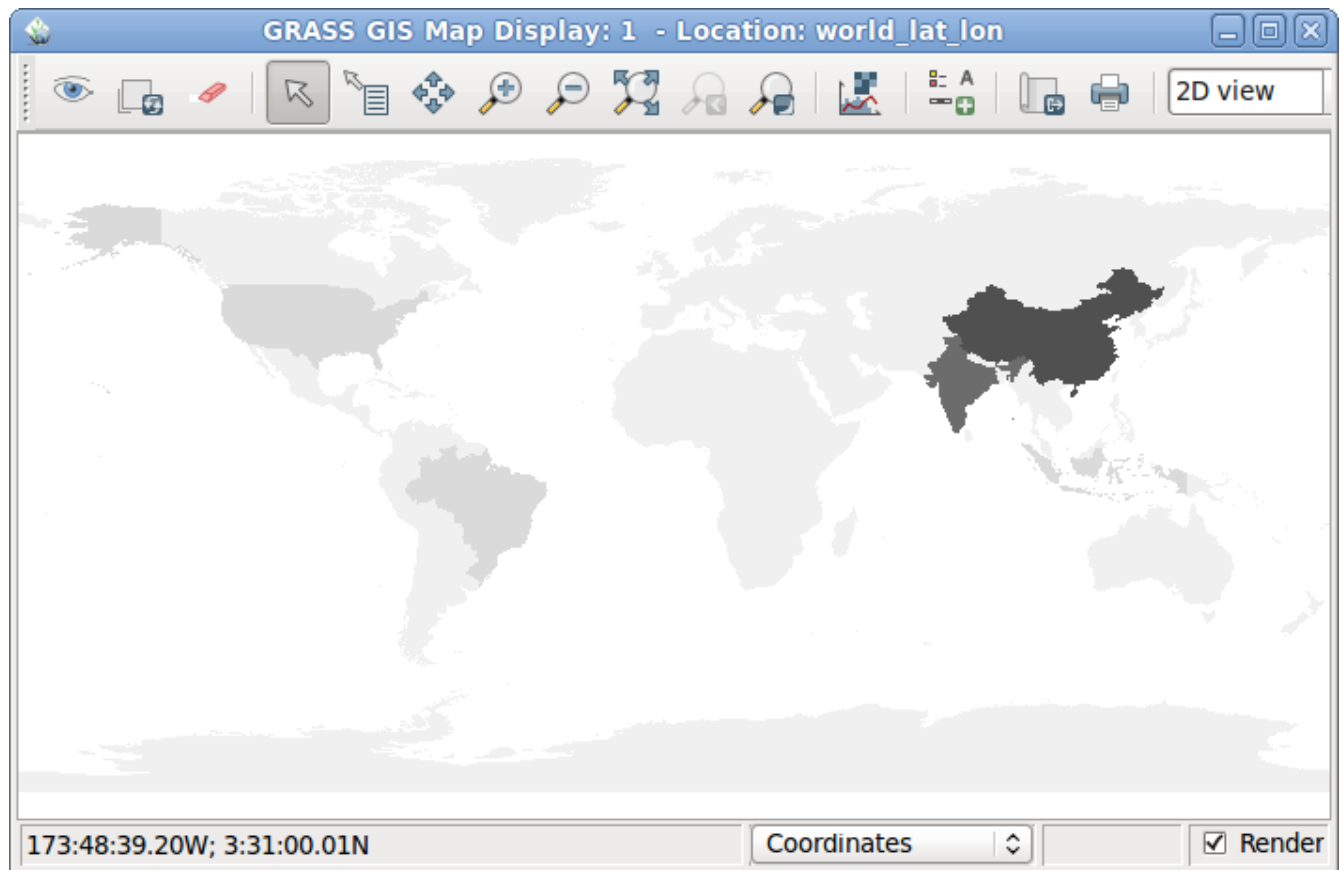 GRASS GIS Map Display: 1 - Location: world_lat_lon
A
2D view
173:48:39.20W; 3:31:00.01N
Coordinates
Render